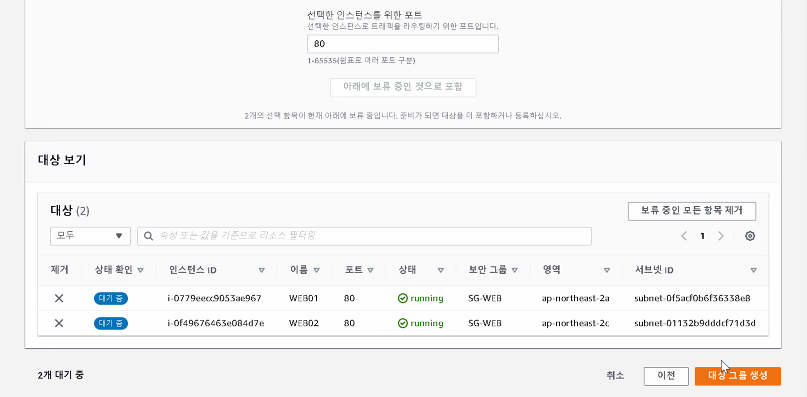 선택한 인스턴스를 위한 포트
선택한 인스턴스로 트래픽을 라우팅하기 위한 포트입니다.
80
1-65535(쉼표로 여러 포트 구분)
아래에 보류 중인 것으로 포함
2개의 선택 항목이 현재 아래에 보류 중입니다. 준비가 되면 대상을 더 포함하거나 등록하십시오.
대상 보기
대상 (2)
보류 중인 모든 항목 제거
모두
속성 또는 값을 기준으로 리소스 필터링
1
제거 상태 확인 인스턴스 ID 이름 포트 상태 보안 그룹 영역 서브넷 ID
대기 중 i-0779eecc9053ae967 WEB01 80 running SG-WEB ap-northeast-2a subnet-0f5acf0b6f36338e8
대기 중 i-0f49676463e084d7e WEB02 80 running SG-WEB ap-northeast-2c subnet-01132b9dddcf71d3d
2개 대기 중
취소
이전
대상 그룹 생성